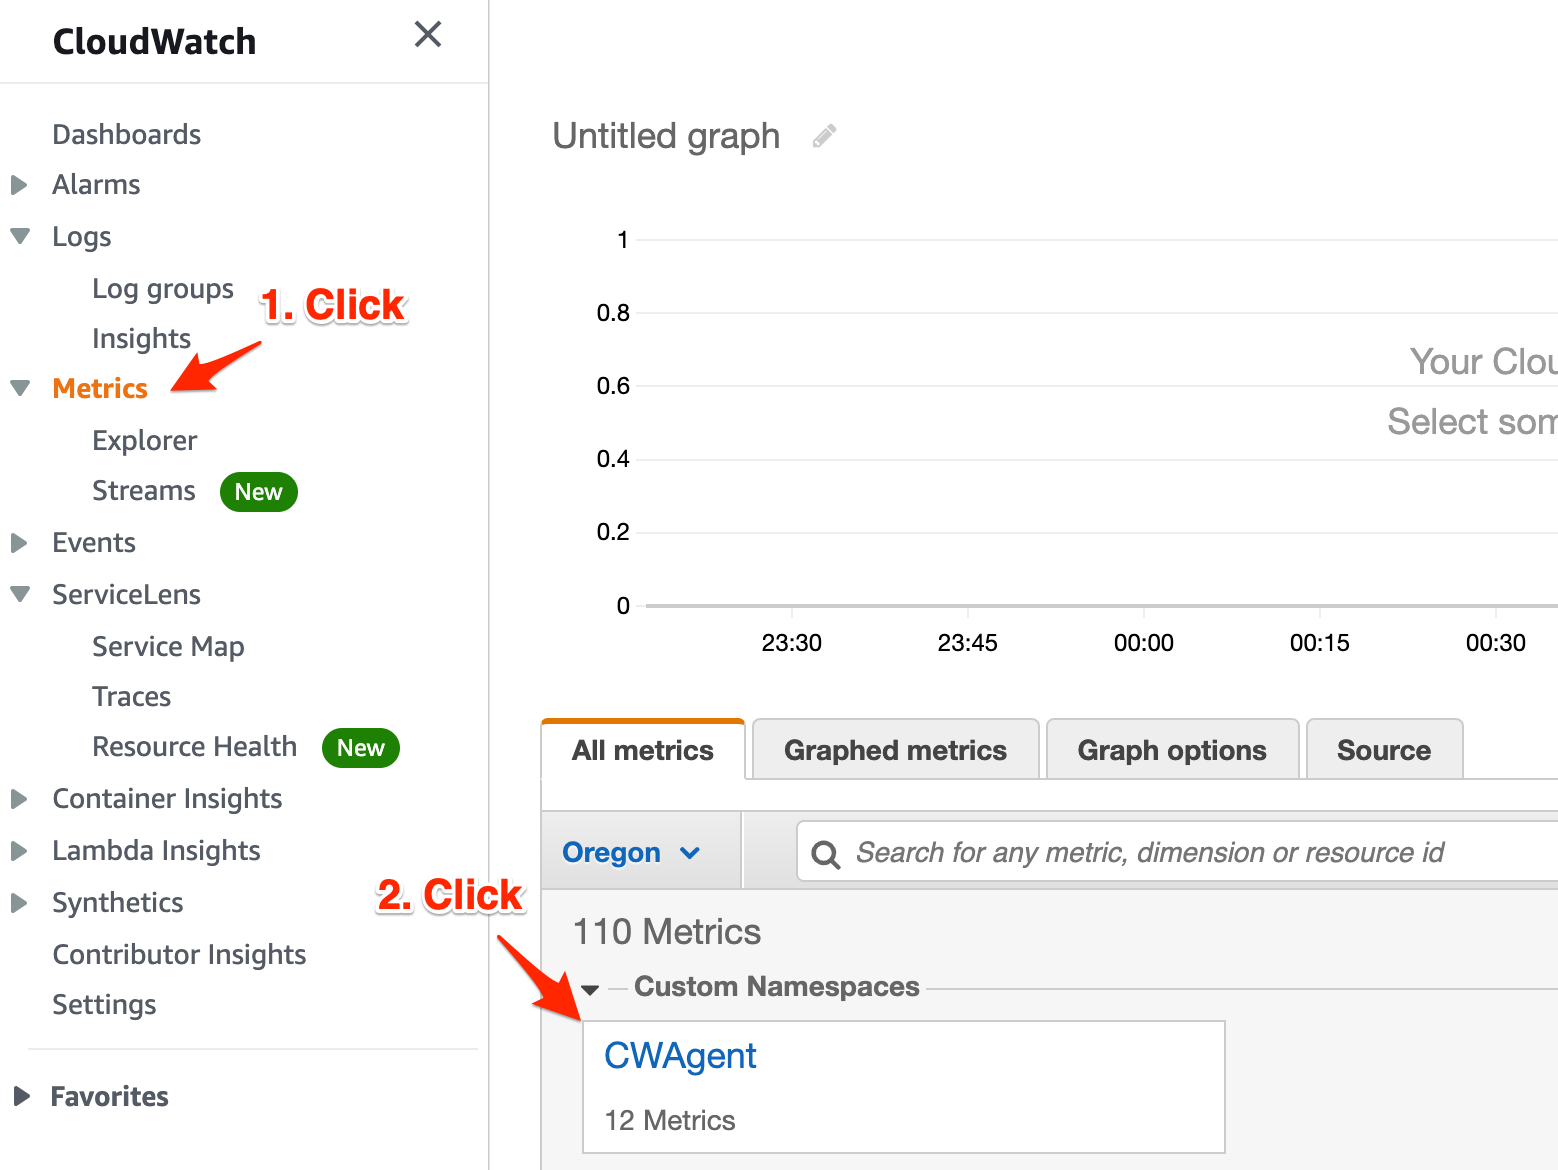 CloudWatch
Dashboards
Alarms
Logs
Log groups
1. Click
Insights
Metrics
Explorer
Streams New
Events
ServiceLens
Service Map
Traces
Resource Health New
Container Insights
Lambda Insights
Synthetics
Contributor Insights
Settings
Favorites
Untitled graph
1
0.8
0.6
0.4
0.2
0
Your Clou
Select som
23:30 23:45 00:00 00:15 00:30
All metrics Graphed metrics Graph options Source
Oregon Search for any metric, dimension or resource id
2. Click
110 Metrics
Custom Namespaces
CWAgent
12 Metrics